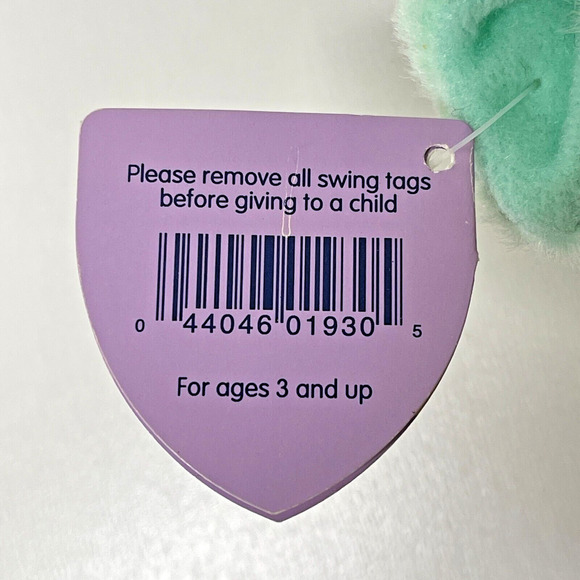 Please remove all swing tags
before giving to a child
0 44046 01930 5
For ages 3 and up